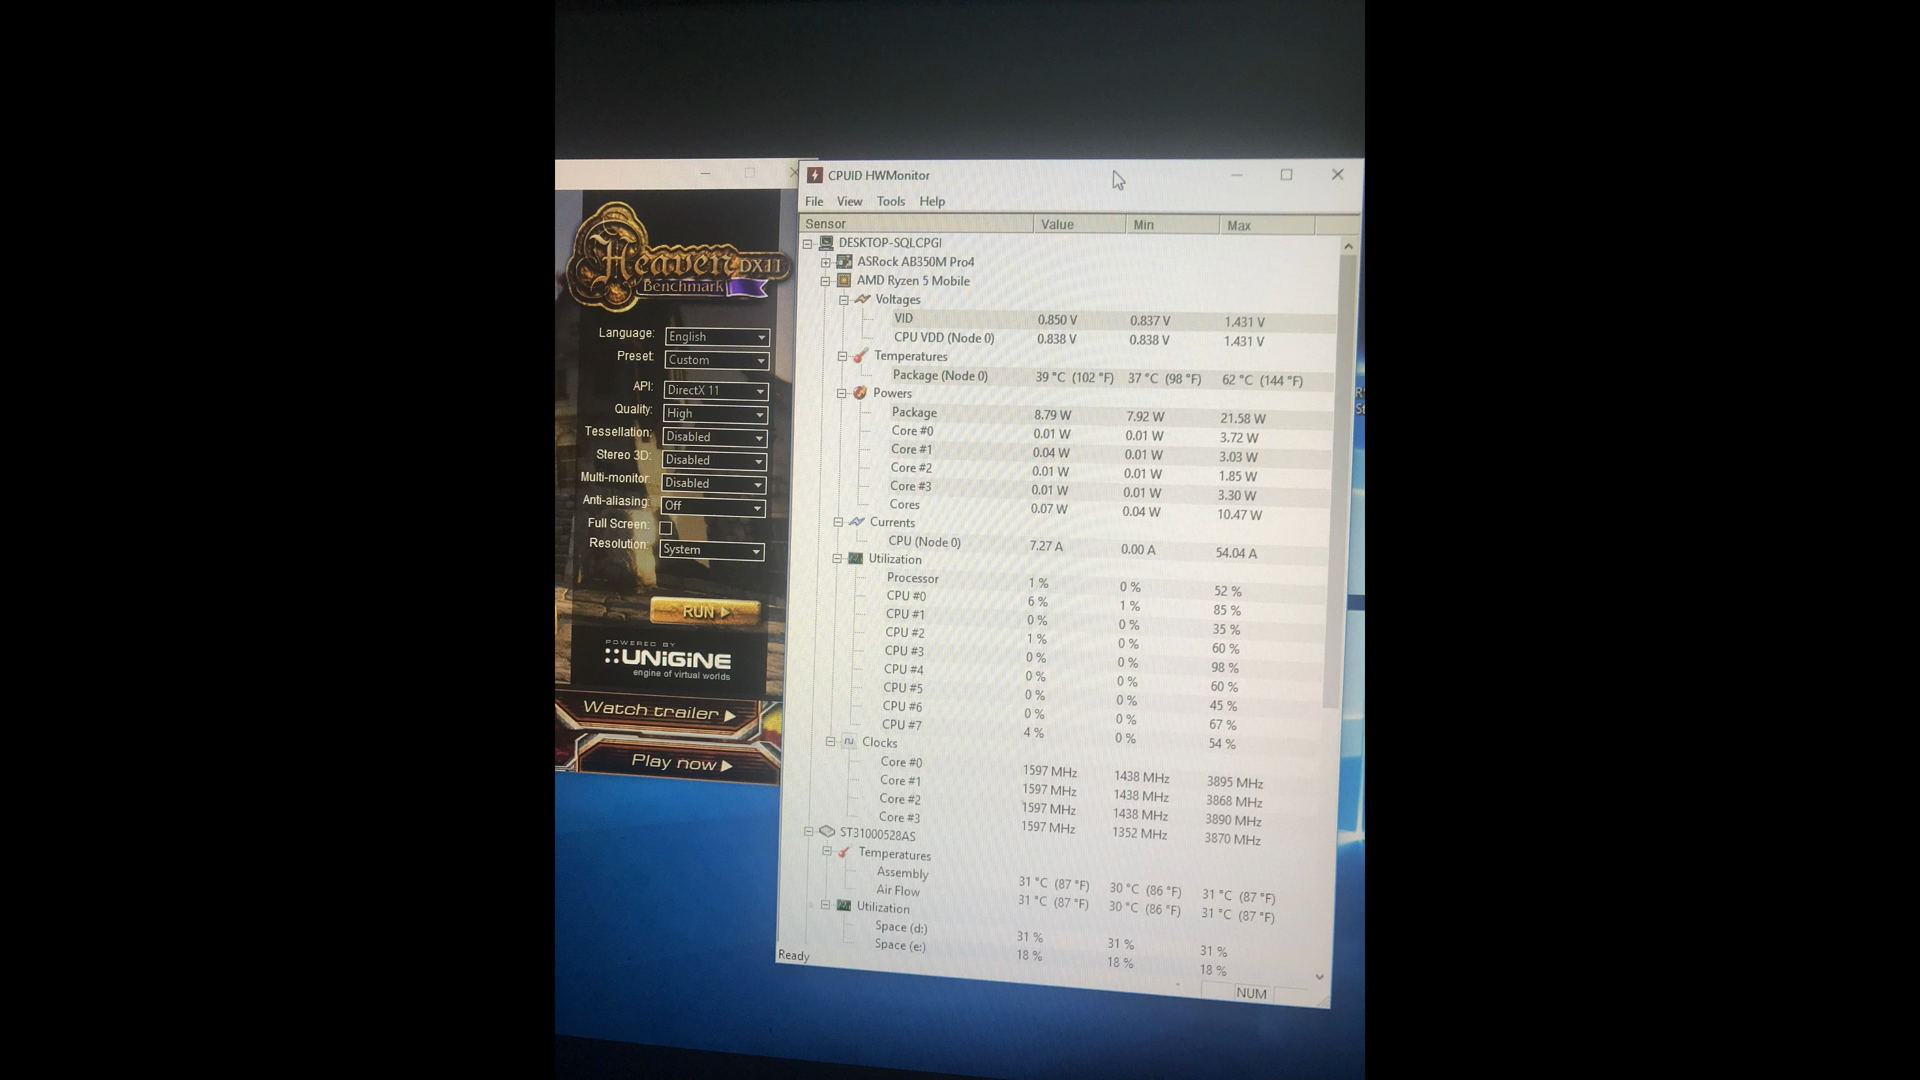 Heaven DX11
Benchmark
Language: English
Preset: Custom
API: DirectX 11
Quality: High
Tessellation: Disabled
Stereo 3D: Disabled
Multi-monitor: Disabled
Anti-aliasing: Off
Full Screen:
Resolution: System
RUN
POWERED BY
UNiGiNE
engine of virtual worlds
Watch trailer
Play now
CPUID HWMonitor
File View Tools Help
Sensor Value Min Max
DESKTOP-SQLCPGI
ASRock AB350M Pro4
AMD Ryzen 5 Mobile
Voltages
VID 0.850 V 0.837 V 1.431 V
CPU VDD (Node 0) 0.838 V 0.838 V 1.431 V
Temperatures
Package (Node 0) 39 °C (102 °F) 37 °C (98 °F) 62 °C (144 °F)
Powers
Package 8.79 W 7.92 W 21.58 W
Core #0 0.01 W 0.01 W 3.72 W
Core #1 0.04 W 0.01 W 3.03 W
Core #2 0.01 W 0.01 W 1.85 W
Core #3 0.01 W 0.01 W 3.30 W
Cores 0.07 W 0.04 W 10.47 W
Currents
CPU (Node 0) 7.27 A 0.00 A 54.04 A
Utilization
Processor 1 % 0 % 52 %
CPU #0 6 % 1 % 85 %
CPU #1 0 % 0 % 35 %
CPU #2 1 % 0 % 60 %
CPU #3 0 % 0 % 98 %
CPU #4 0 % 0 % 60 %
CPU #5 0 % 0 % 45 %
CPU #6 0 % 0 % 67 %
CPU #7 4 % 0 % 54 %
Clocks
Core #0 1597 MHz 1438 MHz 3895 MHz
Core #1 1597 MHz 1438 MHz 3868 MHz
Core #2 1597 MHz 1438 MHz 3890 MHz
Core #3 1597 MHz 1352 MHz 3870 MHz
ST31000528AS
Temperatures
Assembly 31 °C (87 °F) 30 °C (86 °F) 31 °C (87 °F)
Air Flow 31 °C (87 °F) 30 °C (86 °F) 31 °C (87 °F)
Utilization
Space (d:) 31 % 31 % 31 %
Space (e:) 18 % 18 % 18 %
Ready
NUM